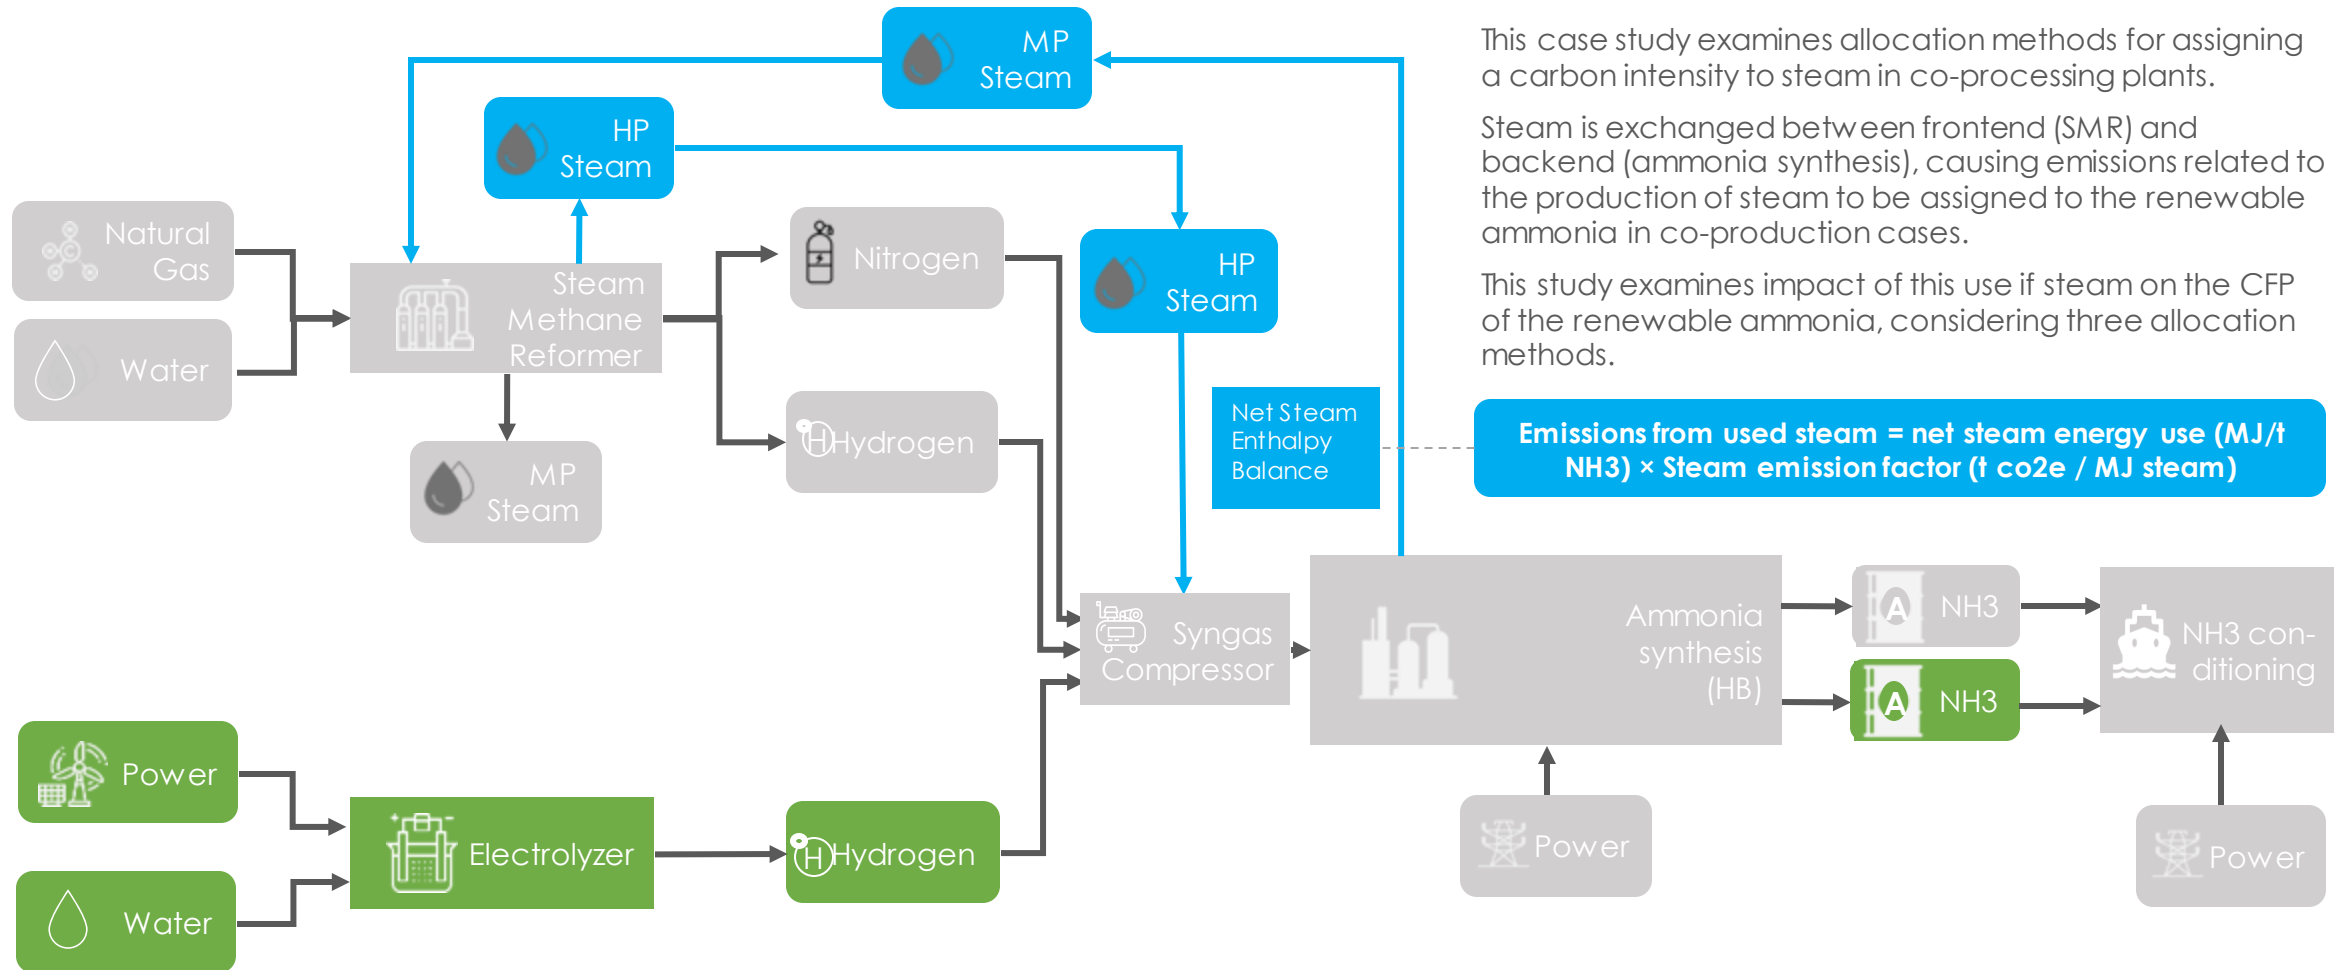 MP
Steam
HP
Steam
Natural
Gas
Water
Steam
Methane
Reformer
MP
Steam
Nitrogen
H
Hydrogen
HP
Steam
Net Steam
Enthalpy
Balance
This case study examines allocation methods for assigning
a carbon intensity to steam in co-processing plants.
Steam is exchanged between frontend (SMR) and
backend (ammonia synthesis), causing emissions related to
the production of steam to be assigned to the renewable
ammonia in co-production cases.
This study examines impact of this use if steam on the CFP
of the renewable ammonia, considering three allocation
methods.
Emissions from used steam = net steam energy use (MJ/t
NH3) × Steam emission factor (t co2e / MJ steam)
Syngas
Compressor
Ammonia
synthesis
(HB)
A
NH3
A
NH3
NH3 con-
ditioning
Power
Water
Electrolyzer
H
Hydrogen
Power
Power